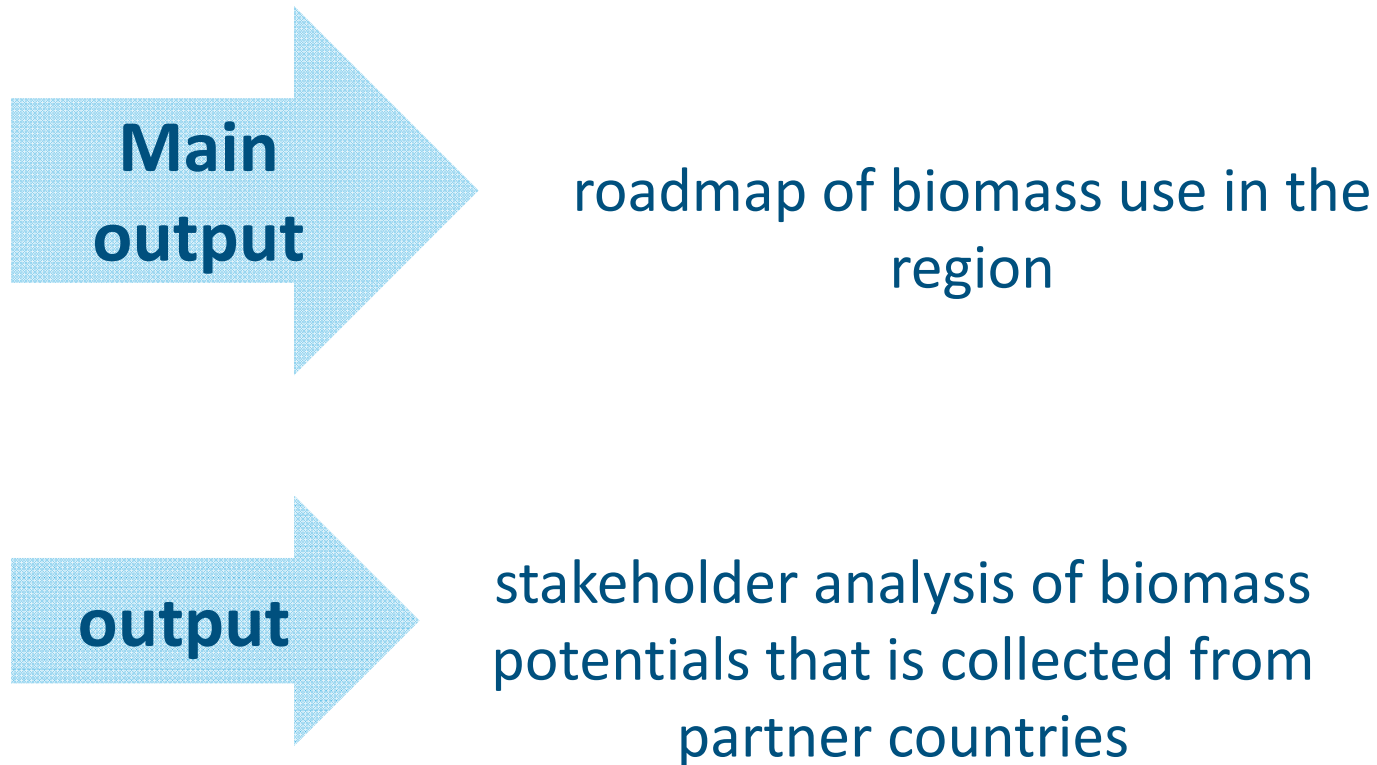 Main
output
roadmap of biomass use in the
region
output
stakeholder analysis of biomass
potentials that is collected from
partner countries